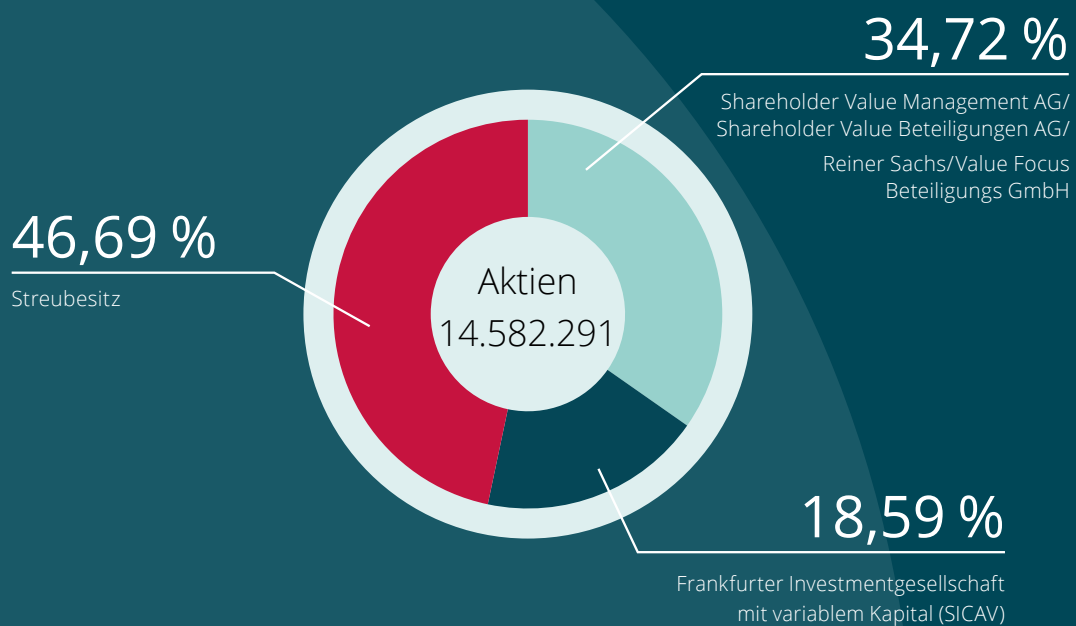 34,72 %
Shareholder Value Management AG/
Shareholder Value Beteiligungen AG/
Reiner Sachs/Value Focus
Beteiligungs GmbH
46,69 %
Streubesitz
Aktien
14.582.291
18,59 %
Frankfurter Investmentgesellschaft
mit variablem Kapital (SICAV)